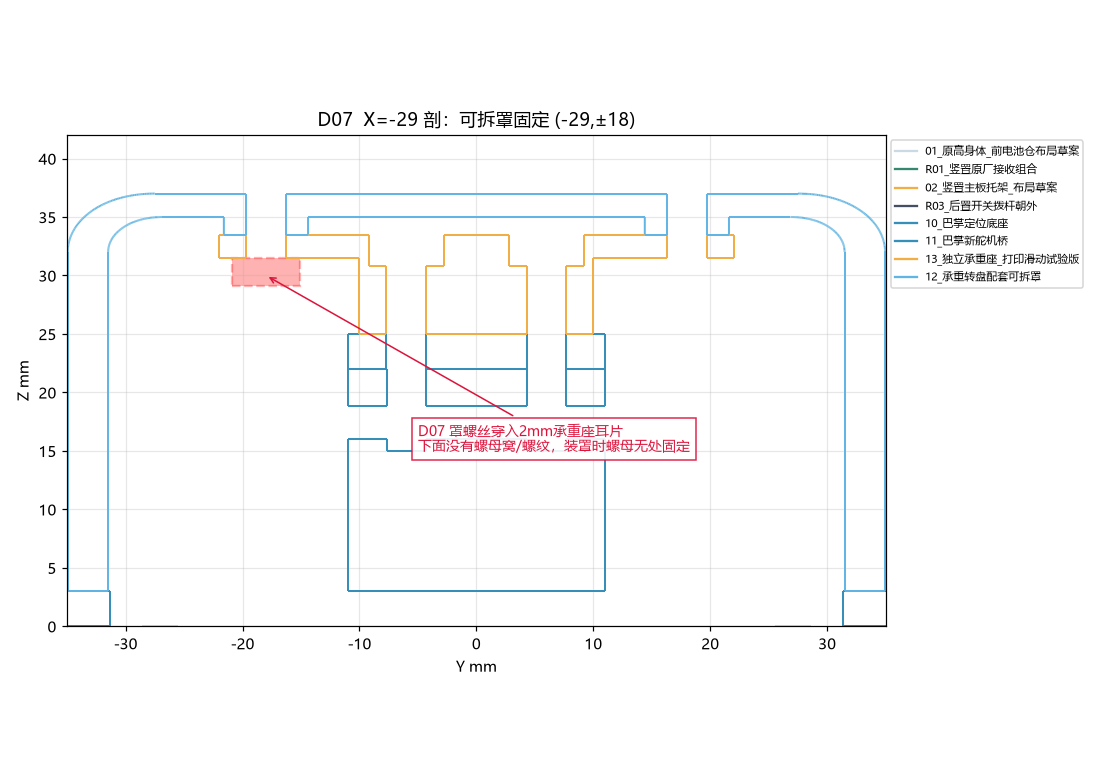 D07 X=-29 剖：可拆罩固定 (-29,±18)
40
35
30
25
20
15
10
5
0
Z mm
-30
-20
-10
0
10
20
30
Y mm
D07 罩螺丝穿入2mm承重座耳片
下面没有螺母窝/螺纹，装罩时螺母无处固定
01_原高身体_前电池仓布局草案
R01_竖置原厂接收组合
02_竖置主板托架_布局草案
R03_后置开关拨杆朝外
10_巴掌定位底座
11_巴掌新舵机桥
13_独立承重座_打印滑动试验版
12_承重转盘配套可拆罩